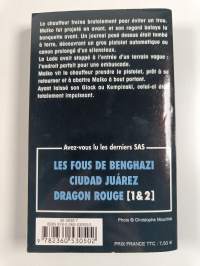 Le chauffeur freina brutalement pour éviter un trou,
Malko fut projeté en avant, et son regard balaya la
banquette avant. Un journal posé dessus était tombé à
terre, découvrant un gros pistolet automatique au
canon prolongé d'un silencieux.
La Lada avait stoppé à l'entrée d'un terrain vague :
l'endroit parfait pour une embuscade.
Malko vit le chauffeur prendre le pistolet, prêt à se
retourner et à abattre Malko à bout portant.
Ayant laissé son Glock au Kempinski, celui-ci était
totalement impuissant.
Avez-vous lu les derniers SAS
LES FOUS DE BENGHAZI
CIUDAD JUÁREZ
DRAGON ROUGE [1&2]
Photo © Christophe Mourthé
9 782360 530502
PRIX FRANCE TTC : 7,50 €